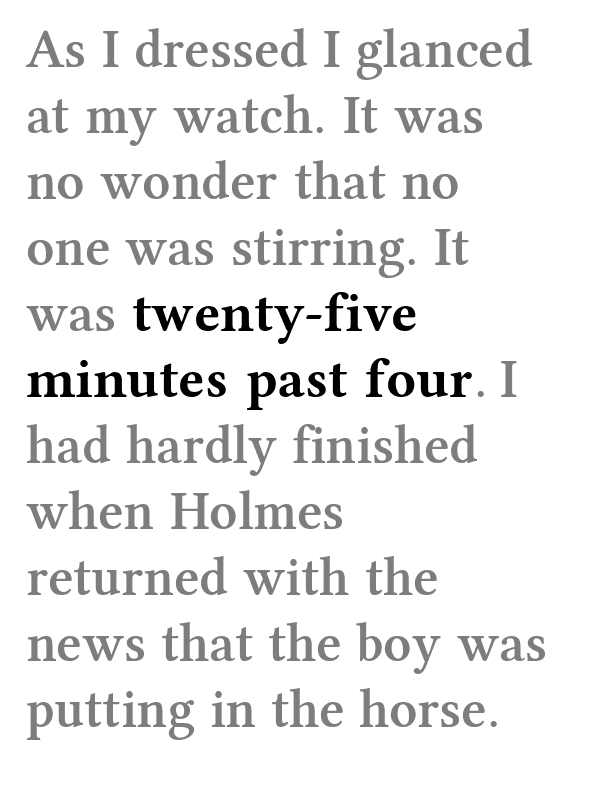 As I dressed I glanced
at my watch. It was
no wonder that no
one was stirring. It
was twenty-five
minutes past four. I
had hardly finished
when Holmes
returned with the
news that the boy was
putting in the horse.